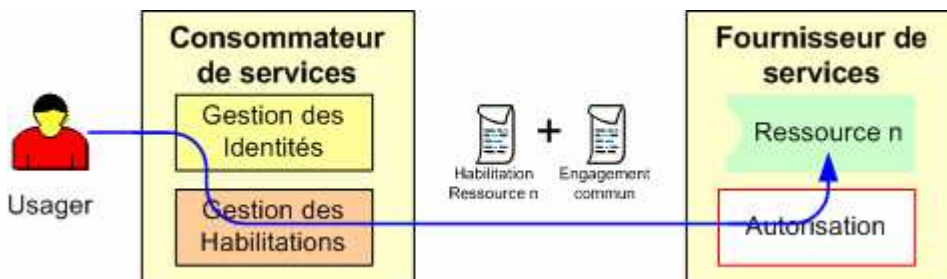 Consommateur
de services
Fournisseur de
services
Gestion des
Identités
Ressource n
+
Habilitation
Ressource n
Engagement
commun
Usager
Gestion des
Habilitations
Autorisation